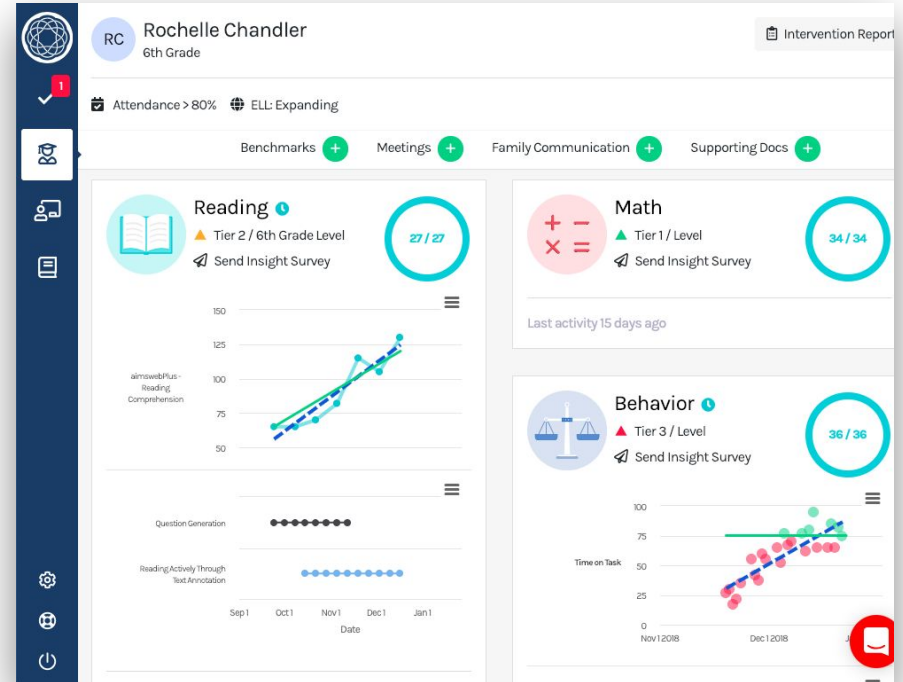 RC
Rochelle Chandler
6th Grade
Intervention Report
1
Attendance > 80%
ELL: Expanding
Benchmarks +
Meetings +
Family Communication +
Supporting Docs +
Reading
Tier 2 / 6th Grade Level
Send Insight Survey
27 / 27
150
125
100
75
50
aimswebPlus -
Reading
Comprehension
Question Generation
Reading Actively Through
Text Annotation
Sep 1
Oct 1
Nov 1
Dec 1
Jan 1
Date
Math
Tier 1 / Level
Send Insight Survey
34 / 34
Last activity 15 days ago
Behavior
Tier 3 / Level
Send Insight Survey
36 / 36
100
75
50
25
0
Time on Task
Nov 1 2018
Dec 1 2018